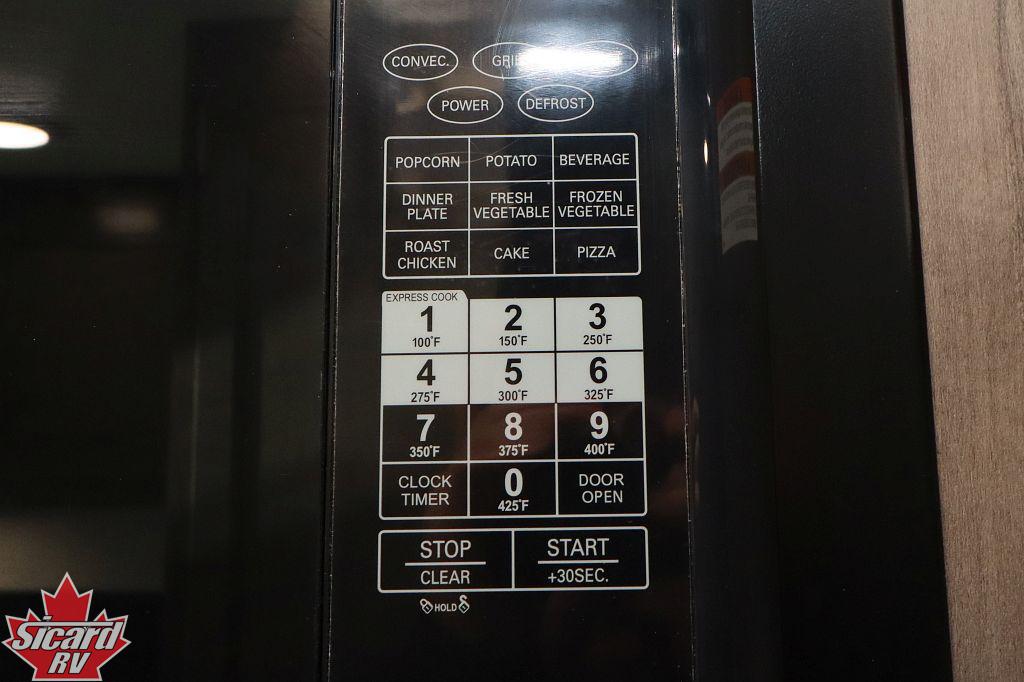 CONVEC.
POWER DEFROST
POPCORN POTATO BEVERAGE
DINNER PLATE FRESH VEGETABLE FROZEN VEGETABLE
ROAST CHICKEN CAKE PIZZA
EXPRESS COOK
1 2 3
100°F 150°F 250°F
4 5 6
275°F 300°F 325°F
7 8 9
350°F 375°F 400°F
CLOCK TIMER 0 425°F DOOR OPEN
STOP START
CLEAR +30SEC.
HOLD
Sicard
RV